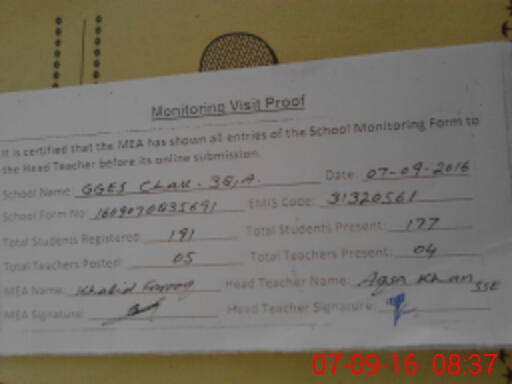 Monitoring Visit Proof
It is certified that the MEA has shown all entries of the School Monitoring Form to
the Head Teacher before its online submission.
School Name: GGES Chak. 38/A. Date: 07-09-2016
School Form No: EMIS Code: 31320561
Total Students Registered: 191 Total Students Present: 177
Total Teachers Posted: 05 Total Teachers Present: 04
MEA Name: Khalid Farooq Head Teacher Name: Aqsa Khan SSE
MEA Signature: Head Teacher Signature:
07-09-16 08:37